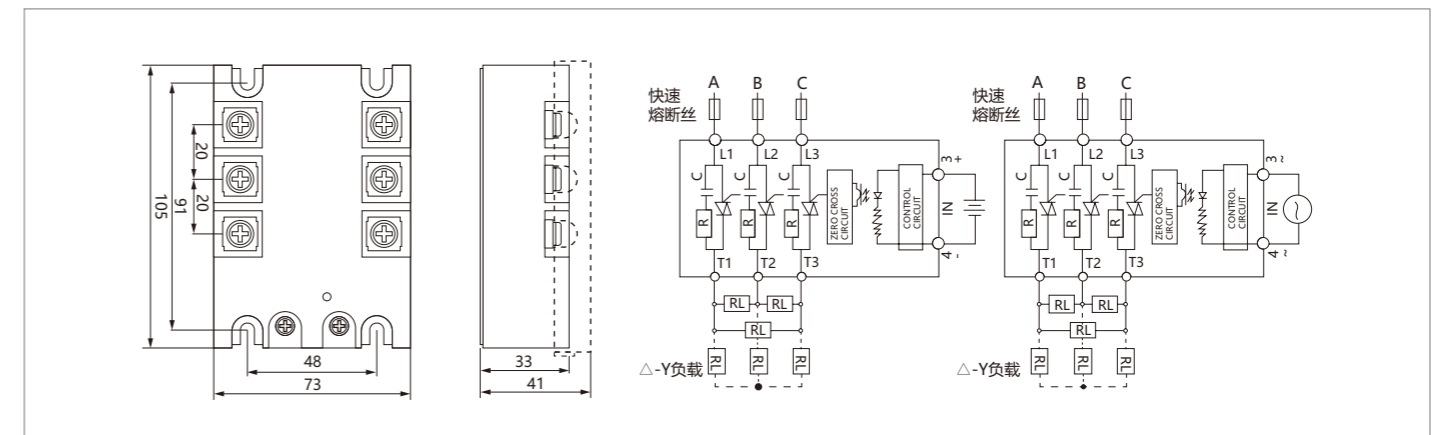 105
91
20
20
48
73
33
41
快速
熔断丝
A B C
L1 L2 L3
C C C
R R R
ZERO CROSS
CIRCUIT
CONTROL
CIRCUIT
3 +
IN
4 -
T1 T2 T3
RL RL
RL
△-Y负载
RL RL RL
快速
熔断丝
A B C
L1 L2 L3
C C C
R R R
ZERO CROSS
CIRCUIT
CONTROL
CIRCUIT
3 ~
IN
~
4 ~
T1 T2 T3
RL RL
RL
△-Y负载
RL RL RL